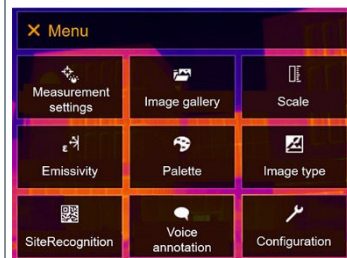 Menu
Measurement
settings
Image gallery
Scale
ε
Emissivity
Palette
Image type
SiteRecognition
Voice
annotation
Configuration